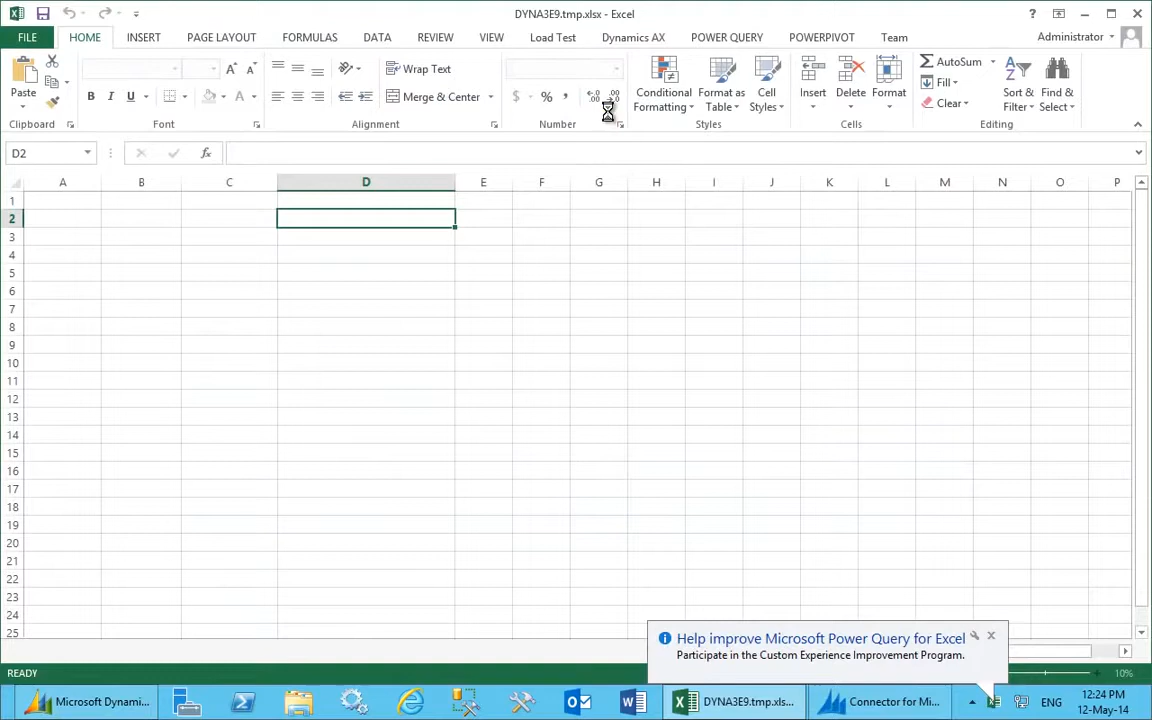 DYNA3E9.tmp.xlsx - Excel
FILE HOME INSERT PAGE LAYOUT FORMULAS DATA REVIEW VIEW Load Test Dynamics AX POWER QUERY POWERPIVOT Team Administrator
Paste
B I U
A A
Wrap Text
Merge & Center
$ % ,
Conditional Formatting
Format as Table
Cell Styles
Insert
Delete
Format
AutoSum
Fill
Clear
Sort & Filter
Find & Select
Clipboard Font Alignment Number Styles Cells Editing
D2 fx
A B C D E F G H I J K L M N O P
1
2
3
4
5
6
7
8
9
10
11
12
13
14
15
16
17
18
19
20
21
22
23
24
25
Help improve Microsoft Power Query for Excel
Participate in the Custom Experience Improvement Program.
READY 10%
Microsoft Dynami... DYNA3E9.tmp.xls... Connector for Mi... ENG 12:24 PM
12-May-14